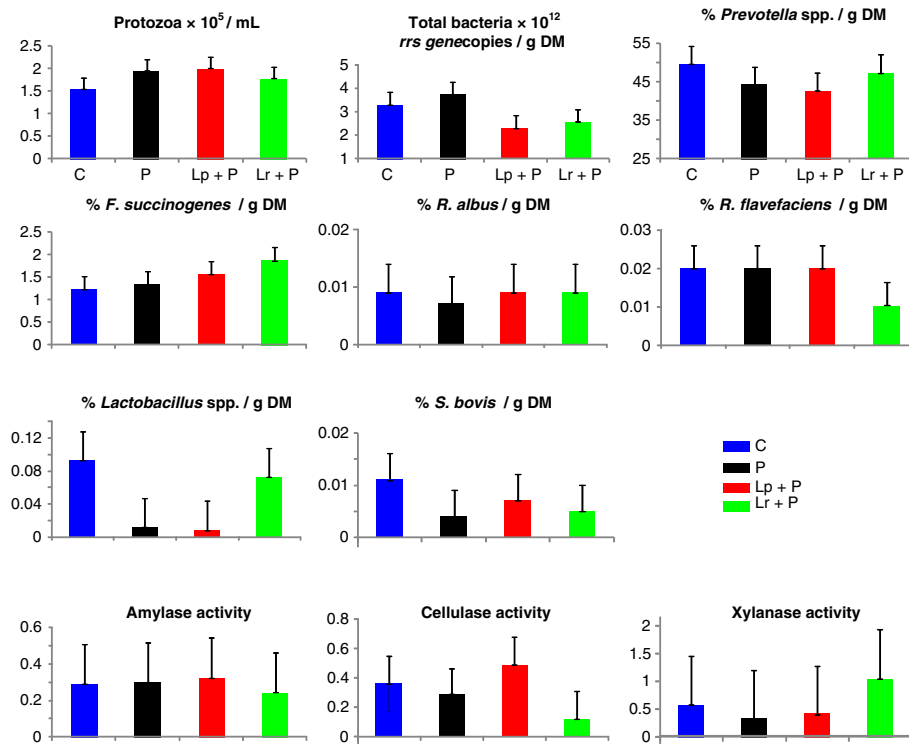 Protozoa × 10⁵ / mL
2.5
2
1.5
1
0.5
0
C P Lp + P Lr + P
Total bacteria × 10¹²
rrs genecopies / g DM
5
4
3
2
1
C P Lp + P Lr + P
% Prevotella spp. / g DM
55
45
35
25
C P Lp + P Lr + P
% F. succinogenes / g DM
2.5
2
1.5
1
0.5
0
% R. albus / g DM
0.02
0.01
0
% R. flavefaciens / g DM
0.03
0.02
0.01
0
% Lactobacillus spp. / g DM
0.12
0.08
0.04
0
% S. bovis / g DM
0.02
0.01
0
C
P
Lp + P
Lr + P
Amylase activity
0.6
0.4
0.2
0
Cellulase activity
0.8
0.6
0.4
0.2
0
Xylanase activity
2
1.5
1
0.5
0